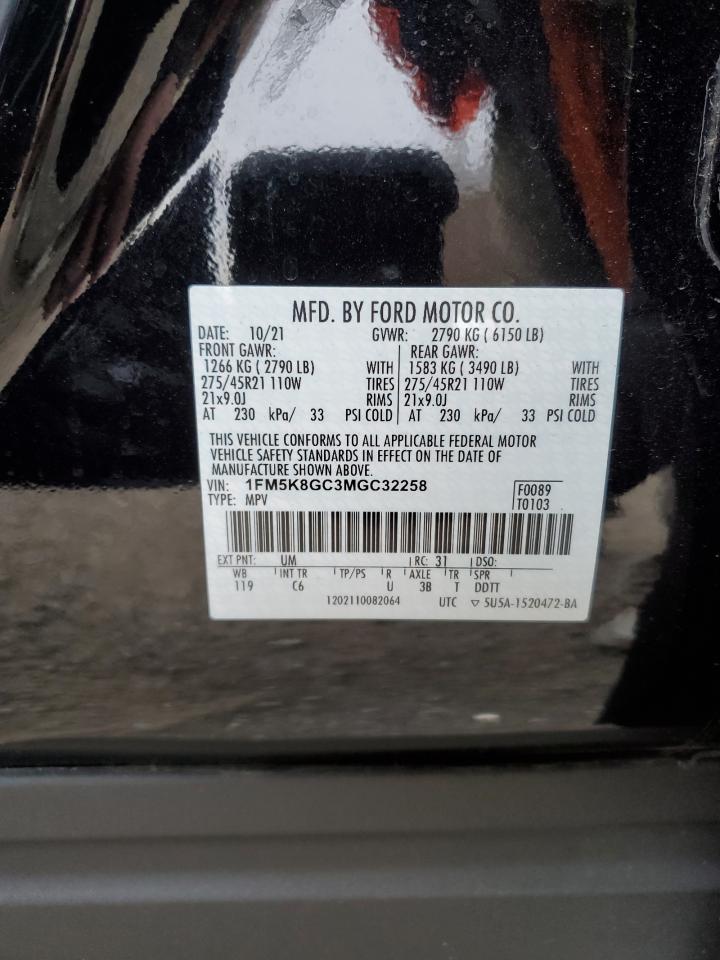 MFD. BY FORD MOTOR CO.
DATE: 10/21 GVWR: 2790 KG ( 6150 LB)
FRONT GAWR: REAR GAWR:
1266 KG ( 2790 LB) WITH 1583 KG ( 3490 LB) WITH
275/45R21 110W TIRES 275/45R21 110W TIRES
21x9.0J RIMS 21x9.0J RIMS
AT 230 kPa/ 33 PSI COLD AT 230 kPa/ 33 PSI COLD
THIS VEHICLE CONFORMS TO ALL APPLICABLE FEDERAL MOTOR
VEHICLE SAFETY STANDARDS IN EFFECT ON THE DATE OF
MANUFACTURE SHOWN ABOVE.
VIN: 1FM5K8GC3MGC32258 F0089
TYPE: MPV T0103
EXT PNT: UM RC: 31 DSO:
WB INT TR TP/PS R AXLE TR SPR
119 C6 U 3B T DDTT
1202110082064 UTC ▽ 5U5A-1520472-BA